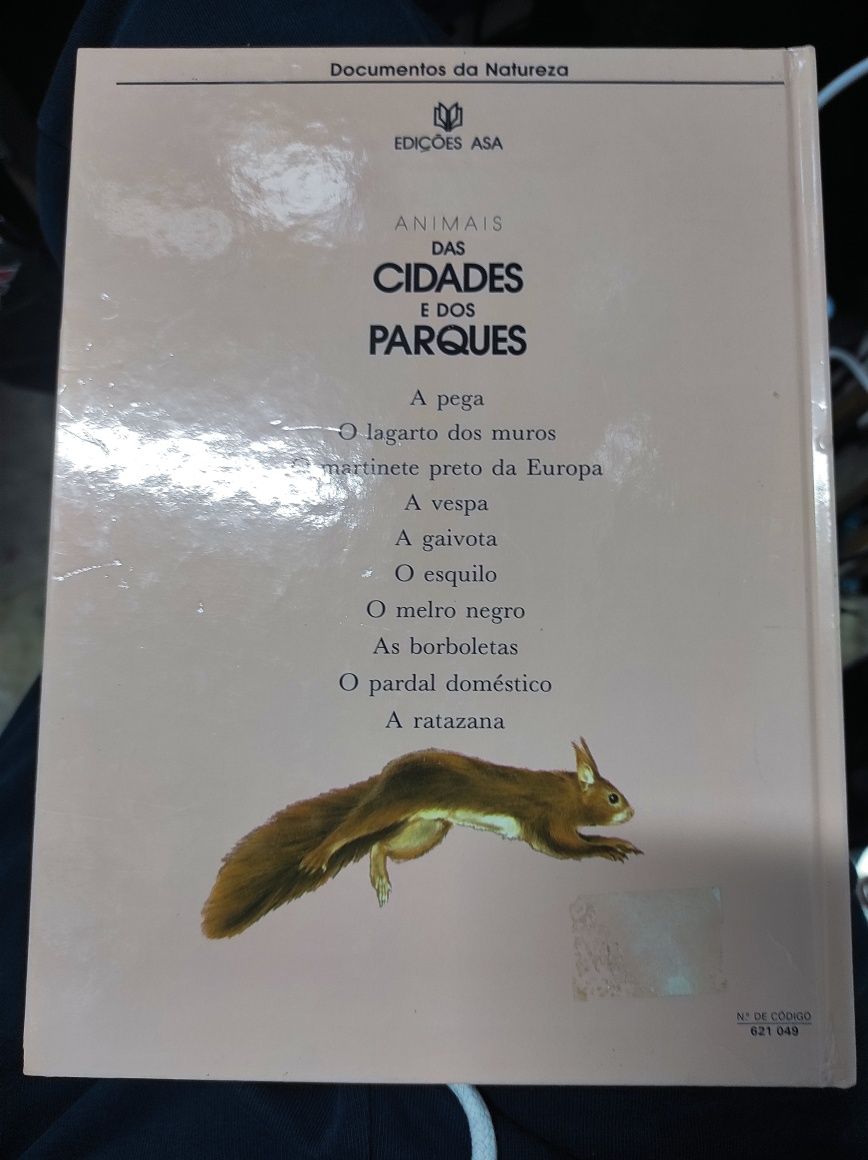 Documentos da Natureza
EDIÇÕES ASA
ANIMAIS
DAS
CIDADES
E DOS
PARQUES
A pega
O lagarto dos muros
O martinete preto da Europa
A vespa
A gaivota
O esquilo
O melro negro
As borboletas
O pardal doméstico
A ratazana
N.º DE CÓDIGO
621 049